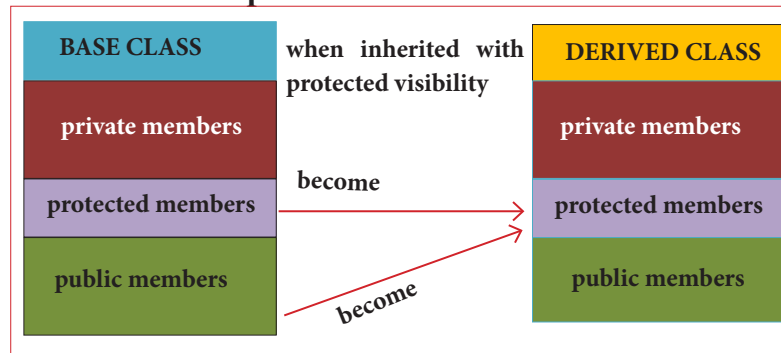 BASE CLASS
when inherited with
protected visibility
DERIVED CLASS
private members
private members
become
protected members
protected members
public members
become
public members